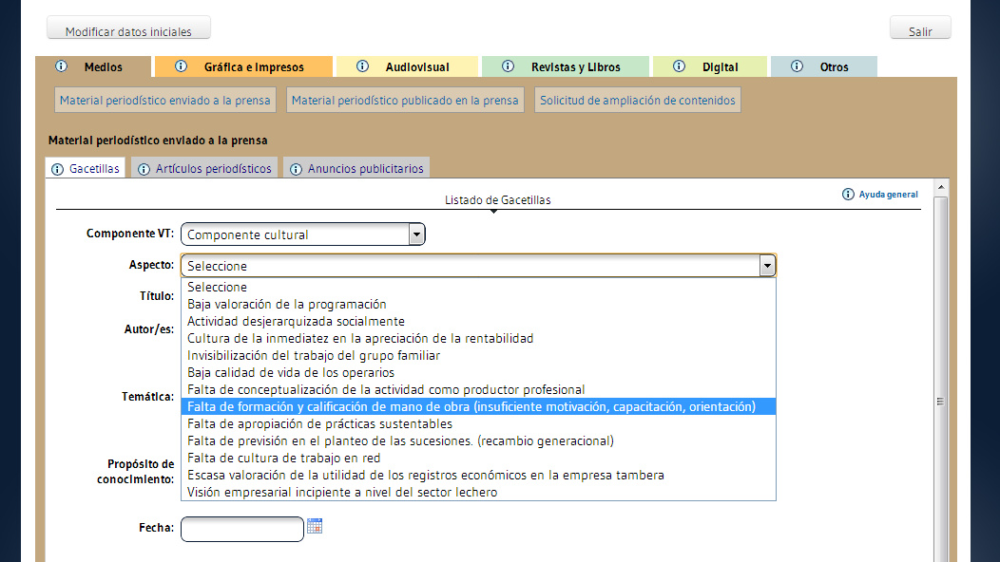 Modificar datos iniciales
Salir
Medios
Gráfica e Impresos
Audiovisual
Revistas y Libros
Digital
Otros
Material periodístico enviado a la prensa
Material periodístico publicado en la prensa
Solicitud de ampliación de contenidos
Material periodístico enviado a la prensa
Gacetillas
Artículos periodísticos
Anuncios publicitarios
Listado de Gacetillas
Ayuda general
Componente VT:
Componente cultural
Aspecto:
Seleccione
Título:
Autor/es:
Temática:
Propósito de
conocimiento:
Seleccione
Baja valoración de la programación
Actividad desjerarquizada socialmente
Cultura de la inmediatez en la apreciación de la rentabilidad
Invisibilización del trabajo del grupo familiar
Baja calidad de vida de los operarios
Falta de conceptualización de la actividad como productor profesional
Falta de formación y calificación de mano de obra (insuficiente motivación, capacitación, orientación)
Falta de apropiación de prácticas sustentables
Falta de previsión en el planteo de las sucesiones. (recambio generacional)
Falta de cultura de trabajo en red
Escasa valoración de la utilidad de los registros económicos en la empresa tambera
Visión empresarial incipiente a nivel del sector lechero
Fecha: